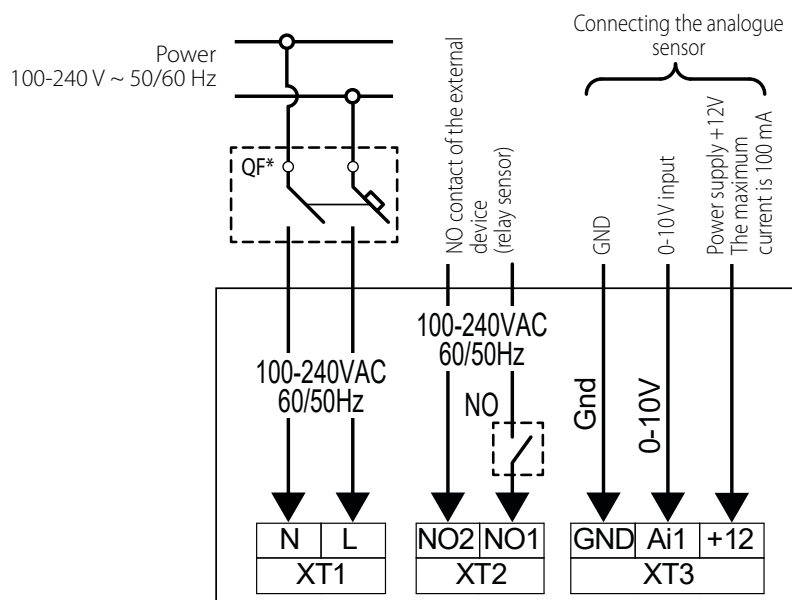 Power
100-240 V ~ 50/60 Hz
QF*
NO contact of the external
device
(relay sensor)
Connecting the analogue
sensor
GND
0-10 V input
Power supply +12V
The maximum
current is 100 mA
100-240VAC
60/50Hz
100-240VAC
60/50Hz
NO
Gnd
0-10V
N
L
XT1
NO2
NO1
XT2
GND
Ai1
+12
XT3